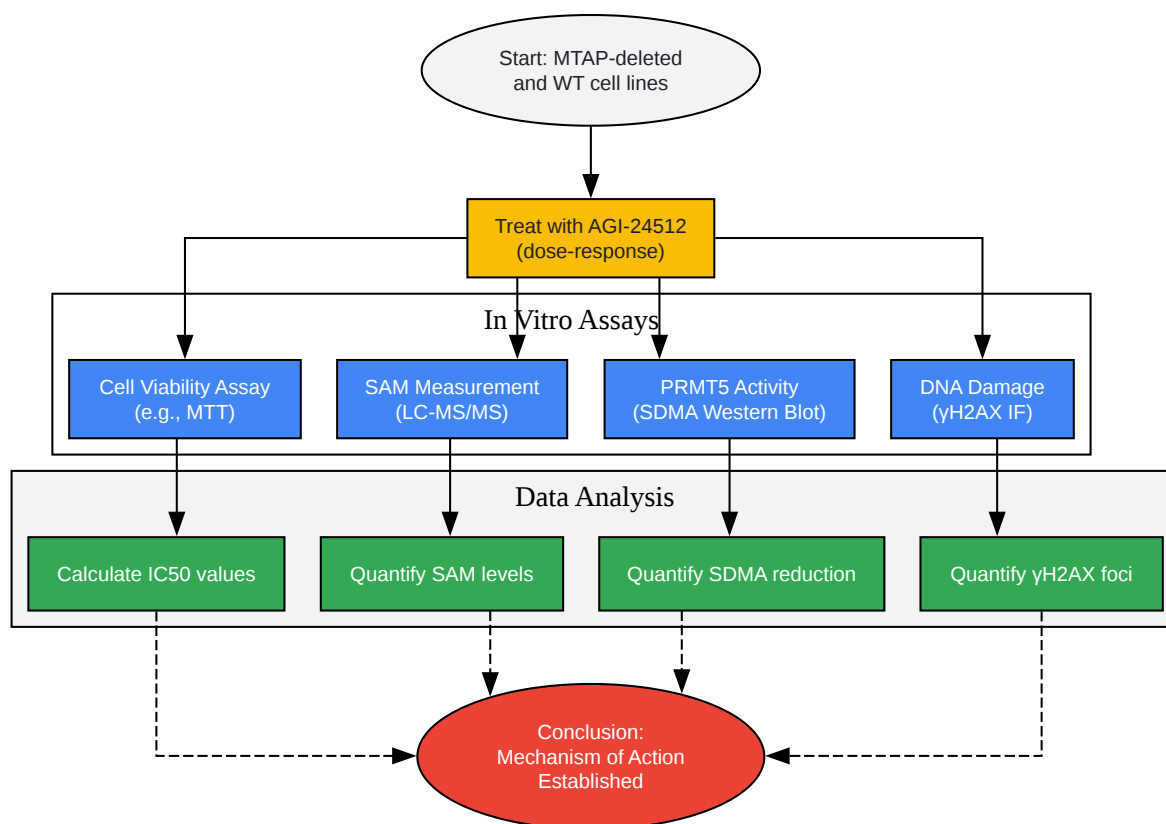 Start: MTAP-deleted
and WT cell lines
Treat with AGI-24512
(dose-response)
In Vitro Assays
Cell Viability Assay
(e.g., MTT)
SAM Measurement
(LC-MS/MS)
PRMT5 Activity
(SDMA Western Blot)
DNA Damage
(γH2AX IF)
Data Analysis
Calculate IC50 values
Quantify SAM levels
Quantify SDMA reduction
Quantify γH2AX foci
Conclusion:
Mechanism of Action
Established